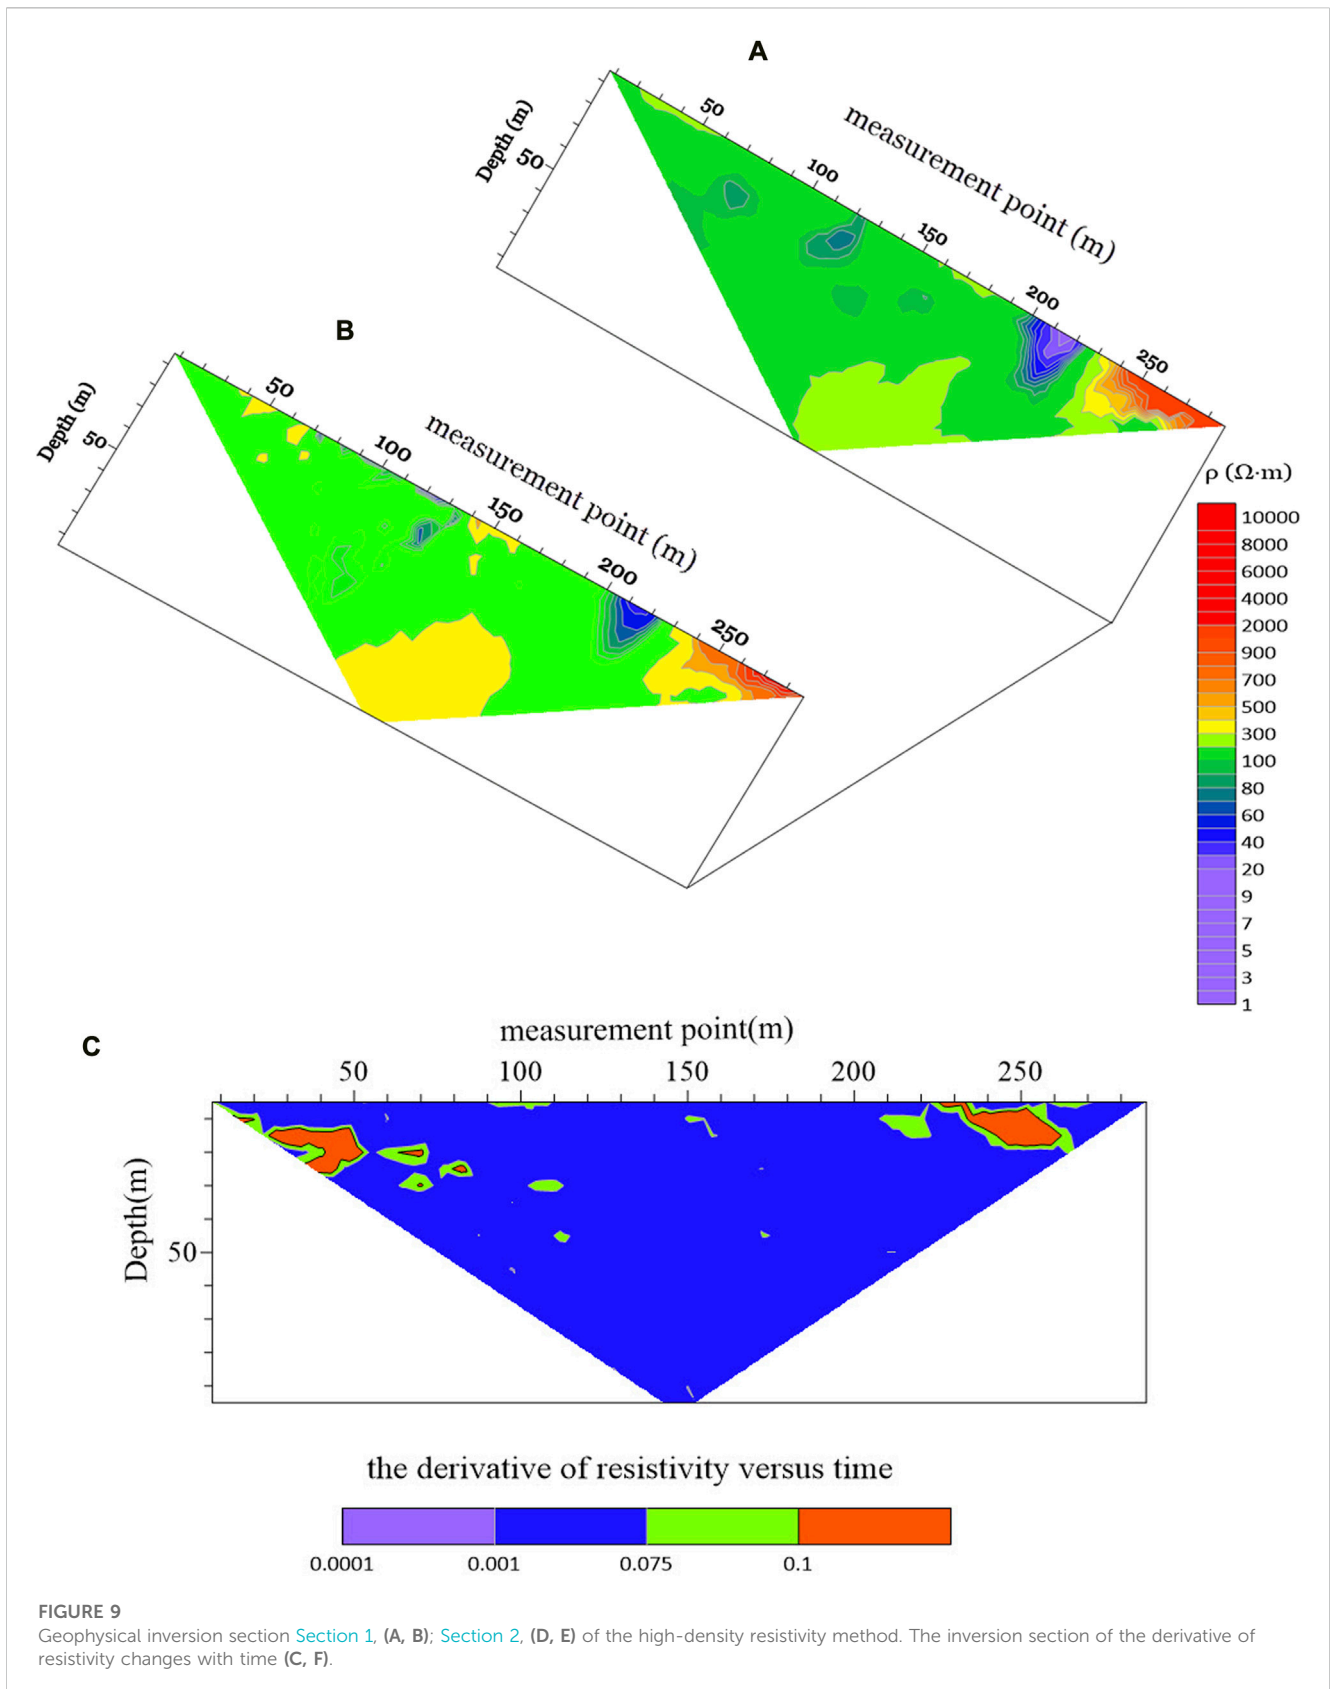 A
50
100
150
200
250
measurement point (m)
Depth (m)
50
B
50
100
150
200
250
measurement point (m)
Depth (m)
50
ρ (Ω·m)
10000
8000
6000
4000
2000
900
700
500
300
100
80
60
40
20
9
7
5
3
1
C
measurement point(m)
50 100 150 200 250
Depth(m)
50
the derivative of resistivity versus time
0.0001 0.001 0.075 0.1
FIGURE 9
Geophysical inversion section Section 1, (A, B); Section 2, (D, E) of the high-density resistivity method. The inversion section of the derivative of
resistivity changes with time (C, F).